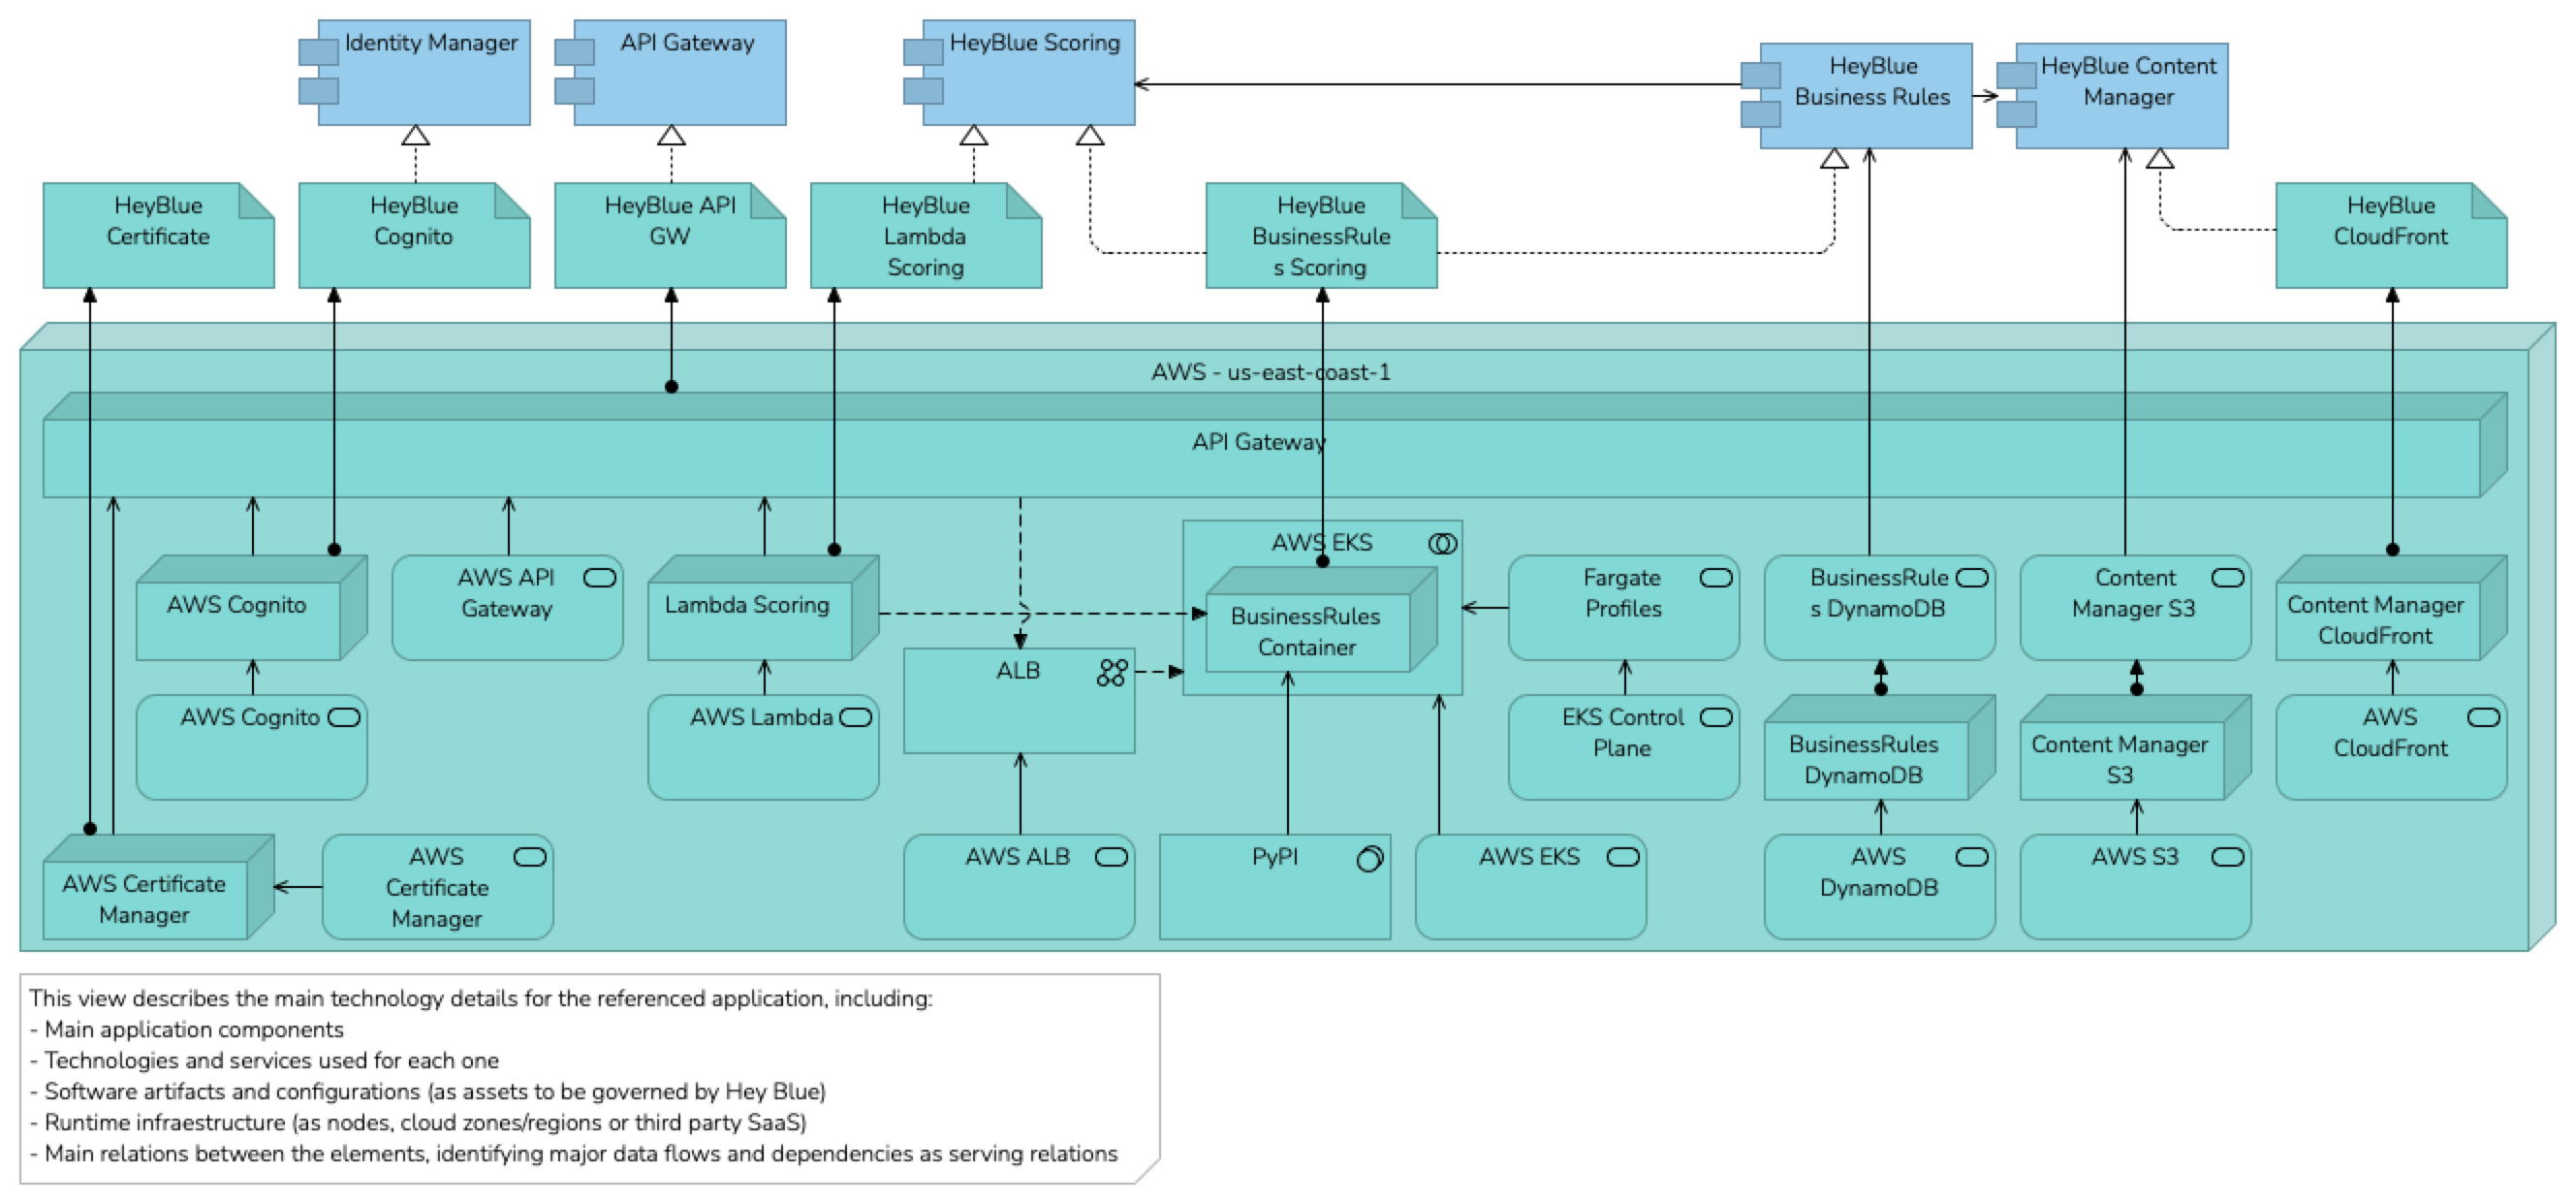 Identity Manager
API Gateway
HeyBlue Scoring
HeyBlue
Business Rules
HeyBlue Content
Manager
HeyBlue
Certificate
HeyBlue
Cognito
HeyBlue API
GW
HeyBlue
Lambda
Scoring
HeyBlue
BusinessRule
s Scoring
HeyBlue
CloudFront
AWS - us-east-coast-1
API Gateway
AWS Cognito
AWS API
Gateway
Lambda Scoring
AWS EKS
BusinessRules
Container
Fargate
Profiles
BusinessRule
s DynamoDB
Content
Manager S3
Content Manager
CloudFront
AWS Cognito
AWS Lambda
ALB
EKS Control
Plane
BusinessRules
DynamoDB
Content Manager
S3
AWS
CloudFront
AWS Certificate
Manager
AWS
Certificate
Manager
AWS ALB
PyPI
AWS EKS
AWS
DynamoDB
AWS S3
This view describes the main technology details for the referenced application, including:
- Main application components
- Technologies and services used for each one
- Software artifacts and configurations (as assets to be governed by Hey Blue)
- Runtime infraestructure (as nodes, cloud zones/regions or third party SaaS)
- Main relations between the elements, identifying major data flows and dependencies as serving relations